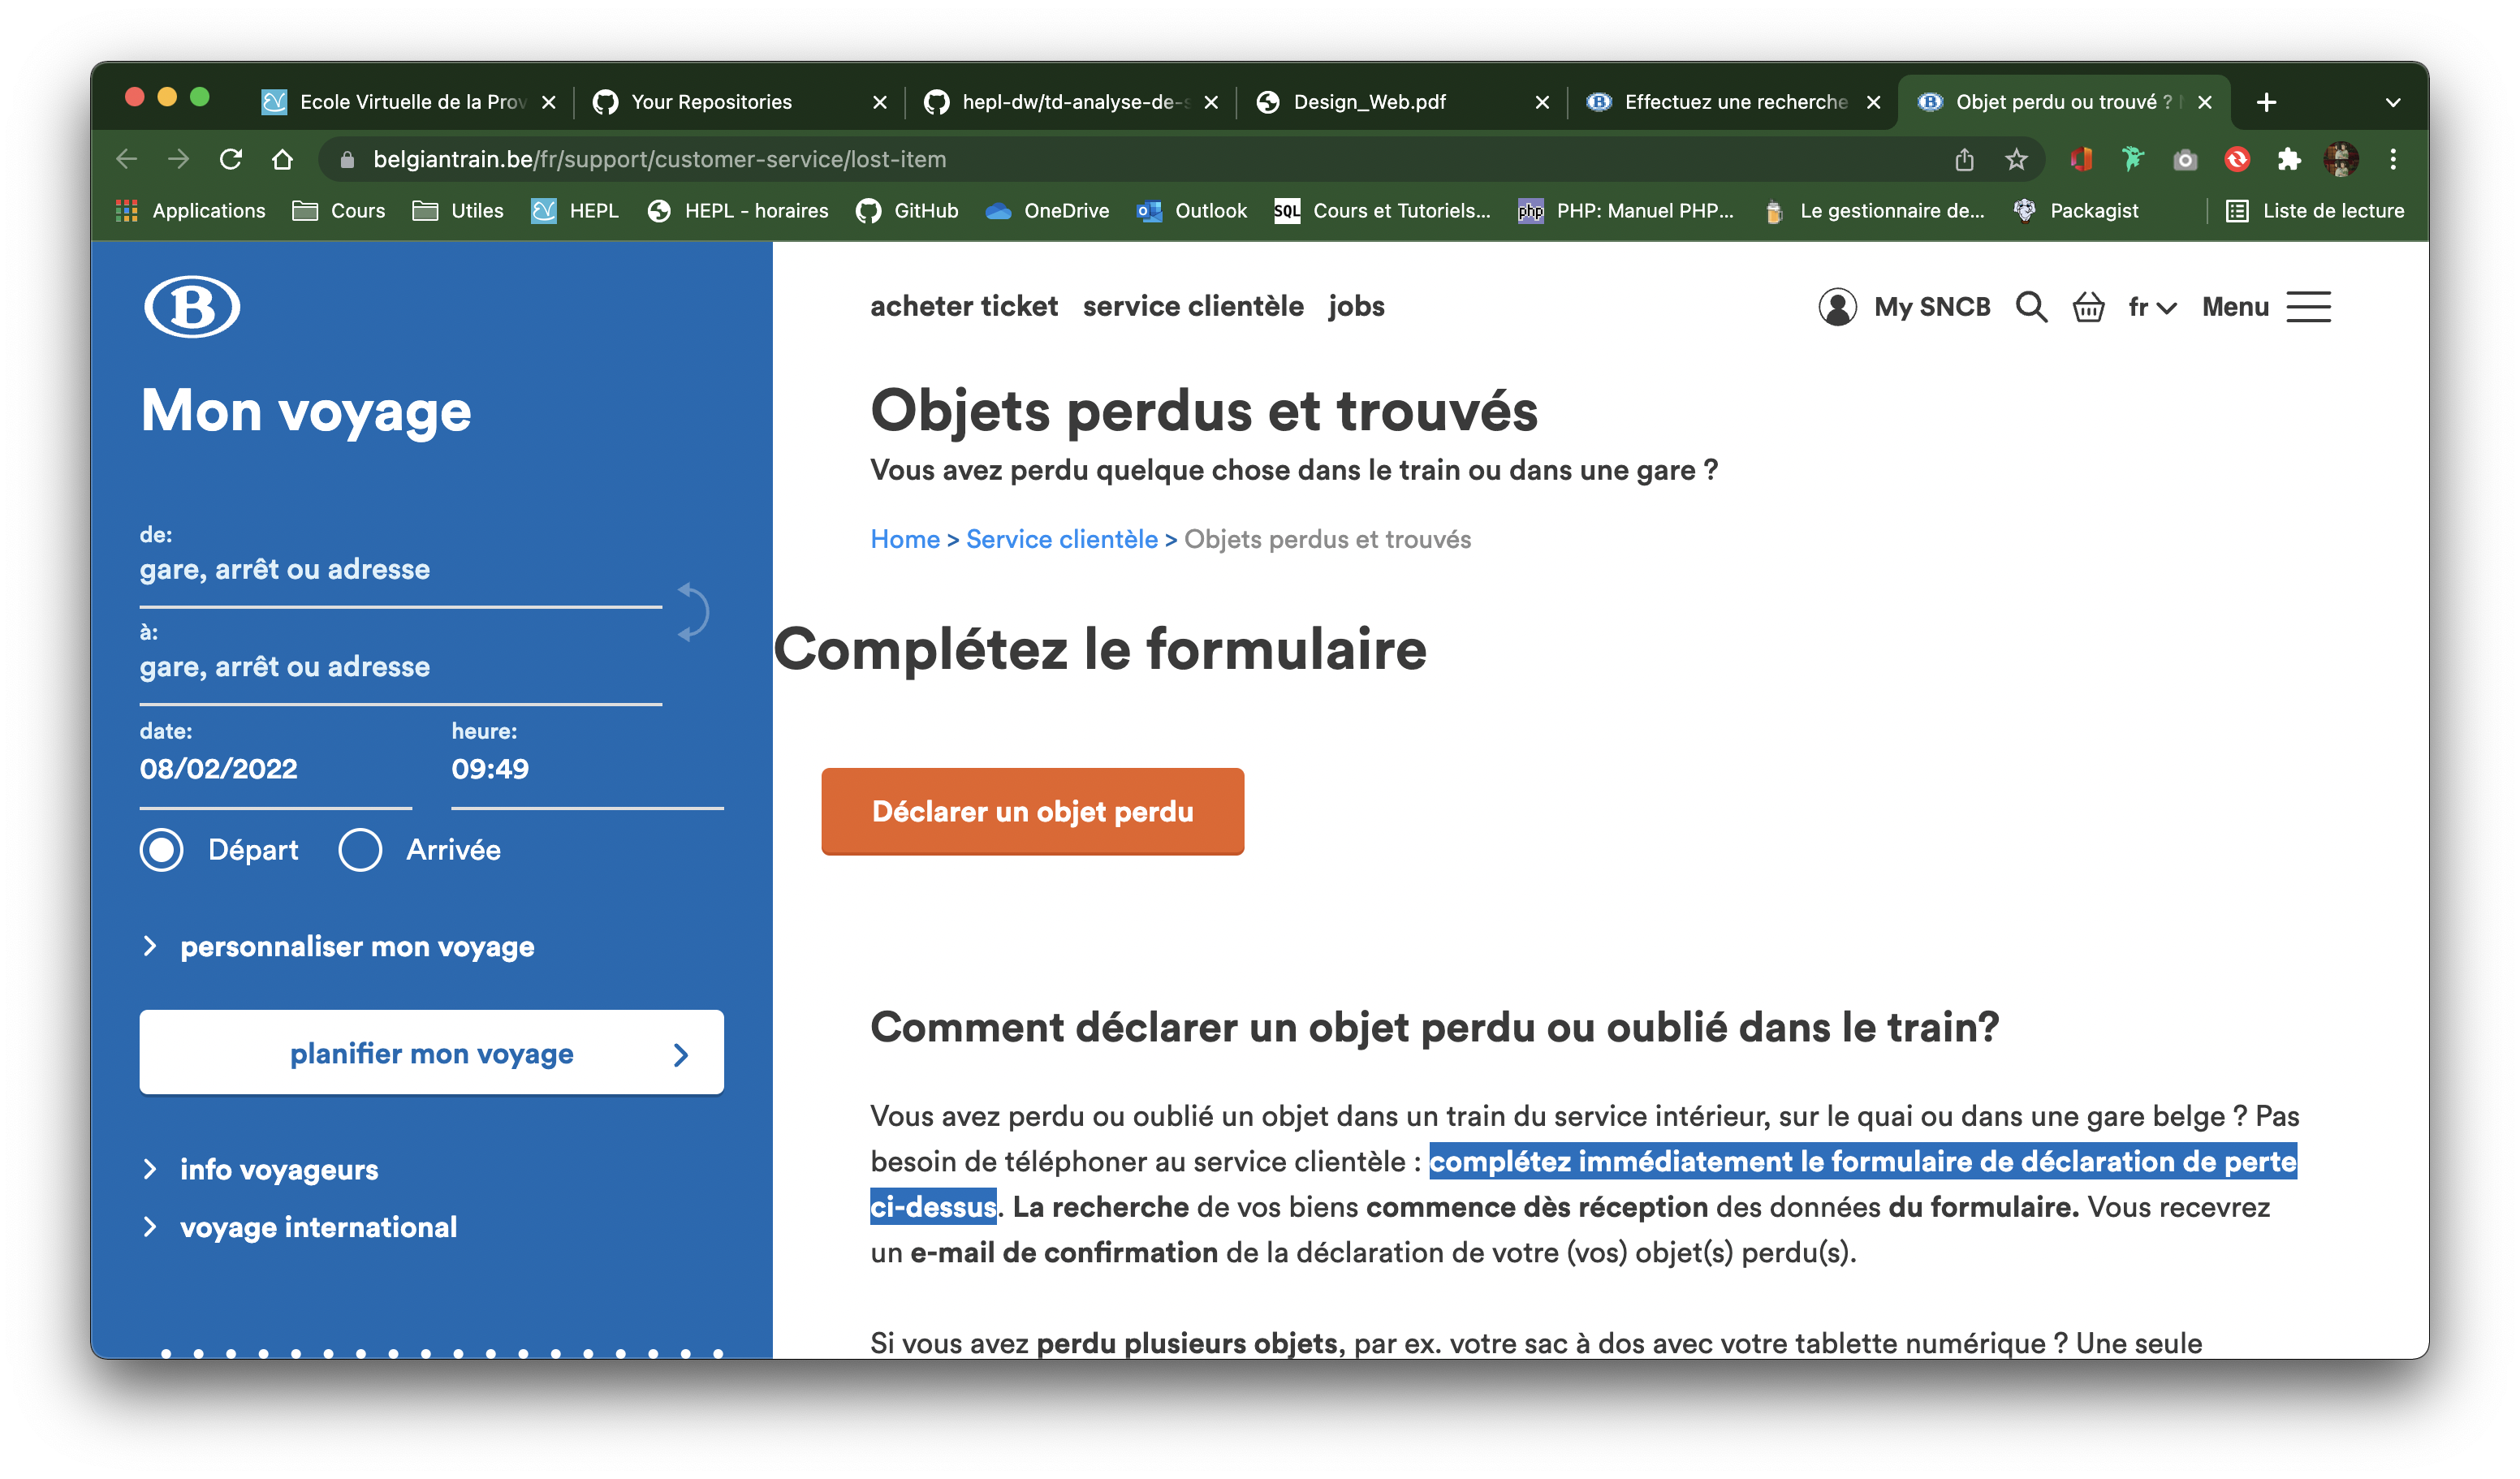 Ecole Virtuelle de la Prov
Your Repositories
hepl-dw/td-analyse-de-s
Design_Web.pdf
Effectuez une recherche
Objet perdu ou trouvé ?
belgiantrain.be/fr/support/customer-service/lost-item
Applications
Cours
Utiles
HEPL
HEPL - horaires
GitHub
OneDrive
Outlook
SQL
Cours et Tutoriels...
php
PHP: Manuel PHP...
Le gestionnaire de...
Packagist
Liste de lecture
B
Mon voyage
de:
gare, arrêt ou adresse
à:
gare, arrêt ou adresse
date:
heure:
08/02/2022
09:49
Départ
Arrivée
personnaliser mon voyage
planifier mon voyage
info voyageurs
voyage international
acheter ticket
service clientèle
jobs
My SNCB
fr
Menu
Objets perdus et trouvés
Vous avez perdu quelque chose dans le train ou dans une gare ?
Home > Service clientèle > Objets perdus et trouvés
Complétez le formulaire
Déclarer un objet perdu
Comment déclarer un objet perdu ou oublié dans le train?
Vous avez perdu ou oublié un objet dans un train du service intérieur, sur le quai ou dans une gare belge ? Pas
besoin de téléphoner au service clientèle : complétez immédiatement le formulaire de déclaration de perte
ci-dessus. La recherche de vos biens commence dès réception des données du formulaire. Vous recevrez
un e-mail de confirmation de la déclaration de votre (vos) objet(s) perdu(s).
Si vous avez perdu plusieurs objets, par ex. votre sac à dos avec votre tablette numérique ? Une seule